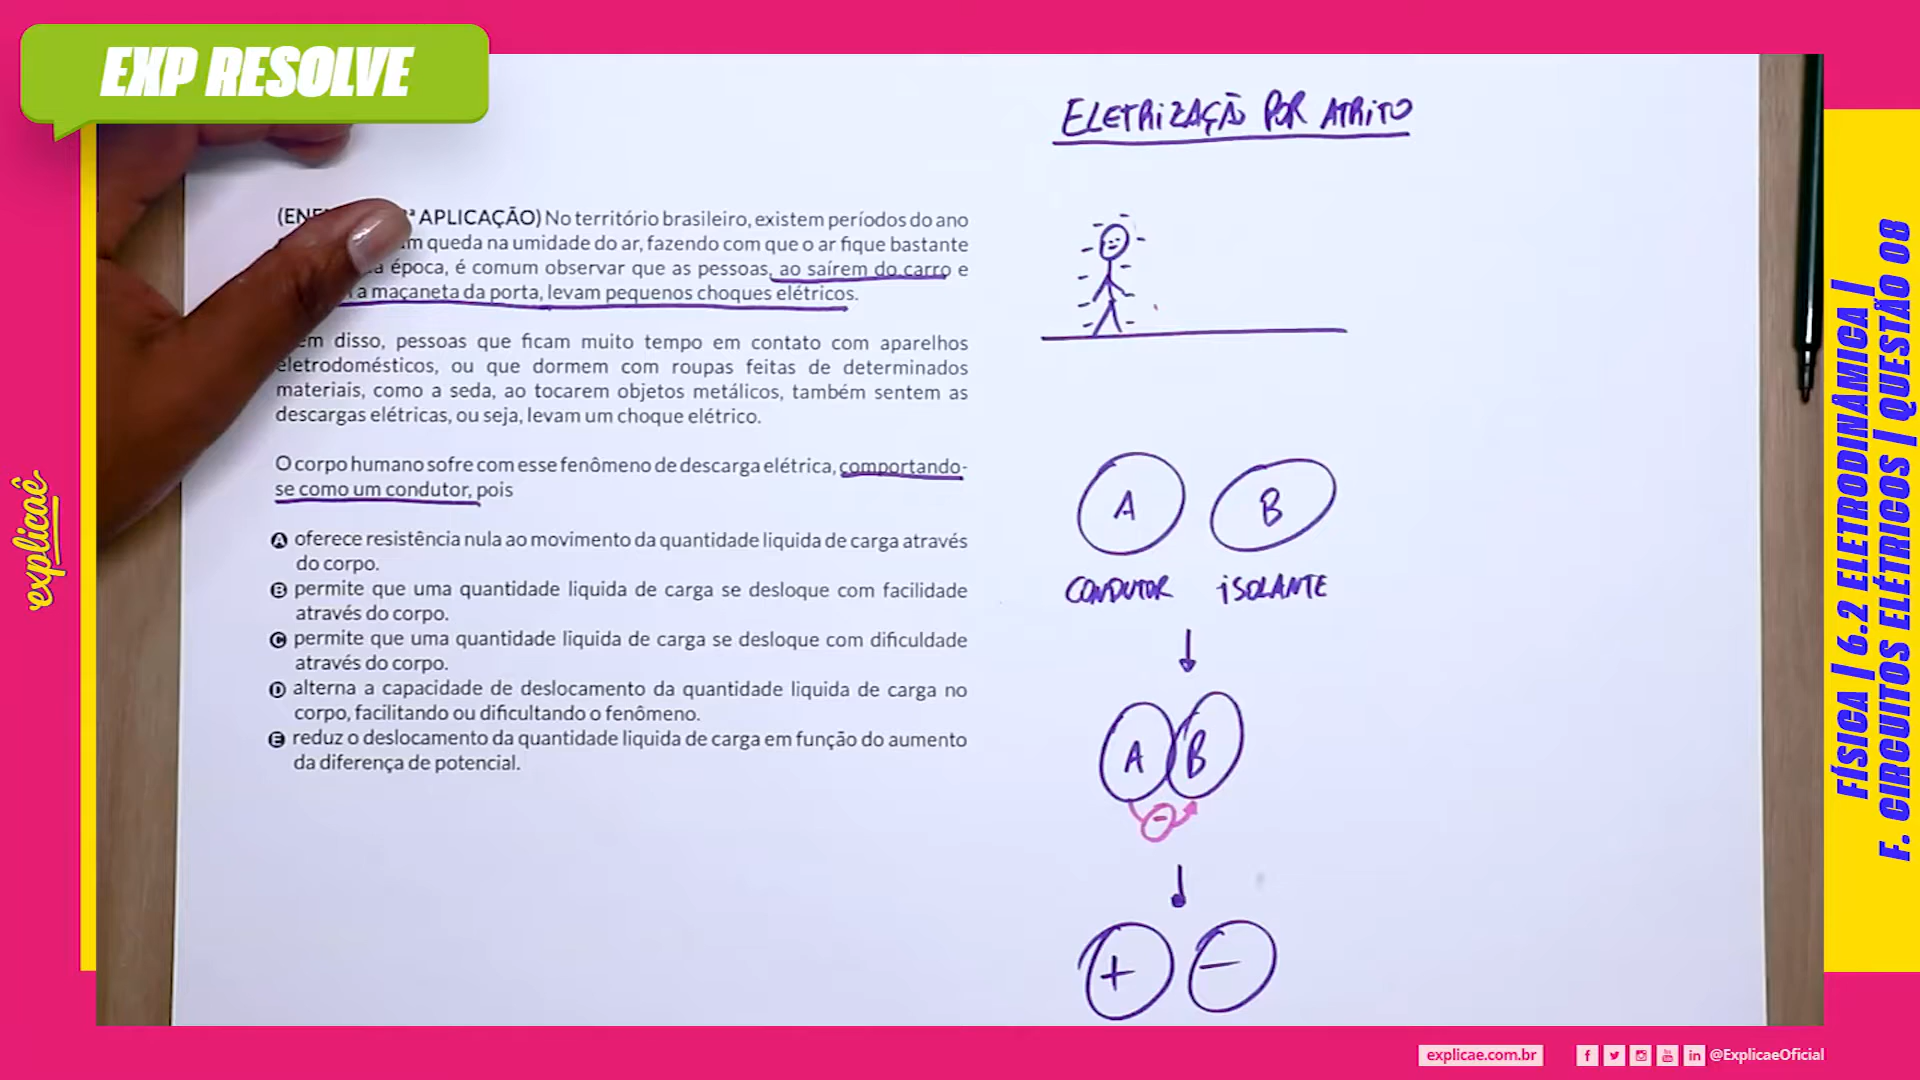 EXP RESOLVE
ELETRIZAÇÃO POR ATRITO
ª APLICAÇÃO) No território brasileiro, existem períodos do ano
queda na umidade do ar, fazendo com que o ar fique bastante
época, é comum observar que as pessoas, ao saírem do carro e
a maçaneta da porta, levam pequenos choques elétricos.
disso, pessoas que ficam muito tempo em contato com aparelhos
eletrodomésticos, ou que dormem com roupas feitas de determinados
materiais, como a seda, ao tocarem objetos metálicos, também sentem as
descargas elétricas, ou seja, levam um choque elétrico.
O corpo humano sofre com esse fenômeno de descarga elétrica, comportando-
se como um condutor, pois
A oferece resistência nula ao movimento da quantidade liquida de carga através
do corpo.
B permite que uma quantidade liquida de carga se desloque com facilidade
através do corpo.
C permite que uma quantidade liquida de carga se desloque com dificuldade
através do corpo.
D alterna a capacidade de deslocamento da quantidade liquida de carga no
corpo, facilitando ou dificultando o fenômeno.
E reduz o deslocamento da quantidade liquida de carga em função do aumento
da diferença de potencial.
A B
CONDUTOR ISOLANTE
A B
-
+ -
explicaê
FÍSICA | 6.2 ELETRODINÂMICA |
F. CIRCUITOS ELÉTRICOS | QUESTÃO 08
explicae.com.br
@ExplicaeOficial